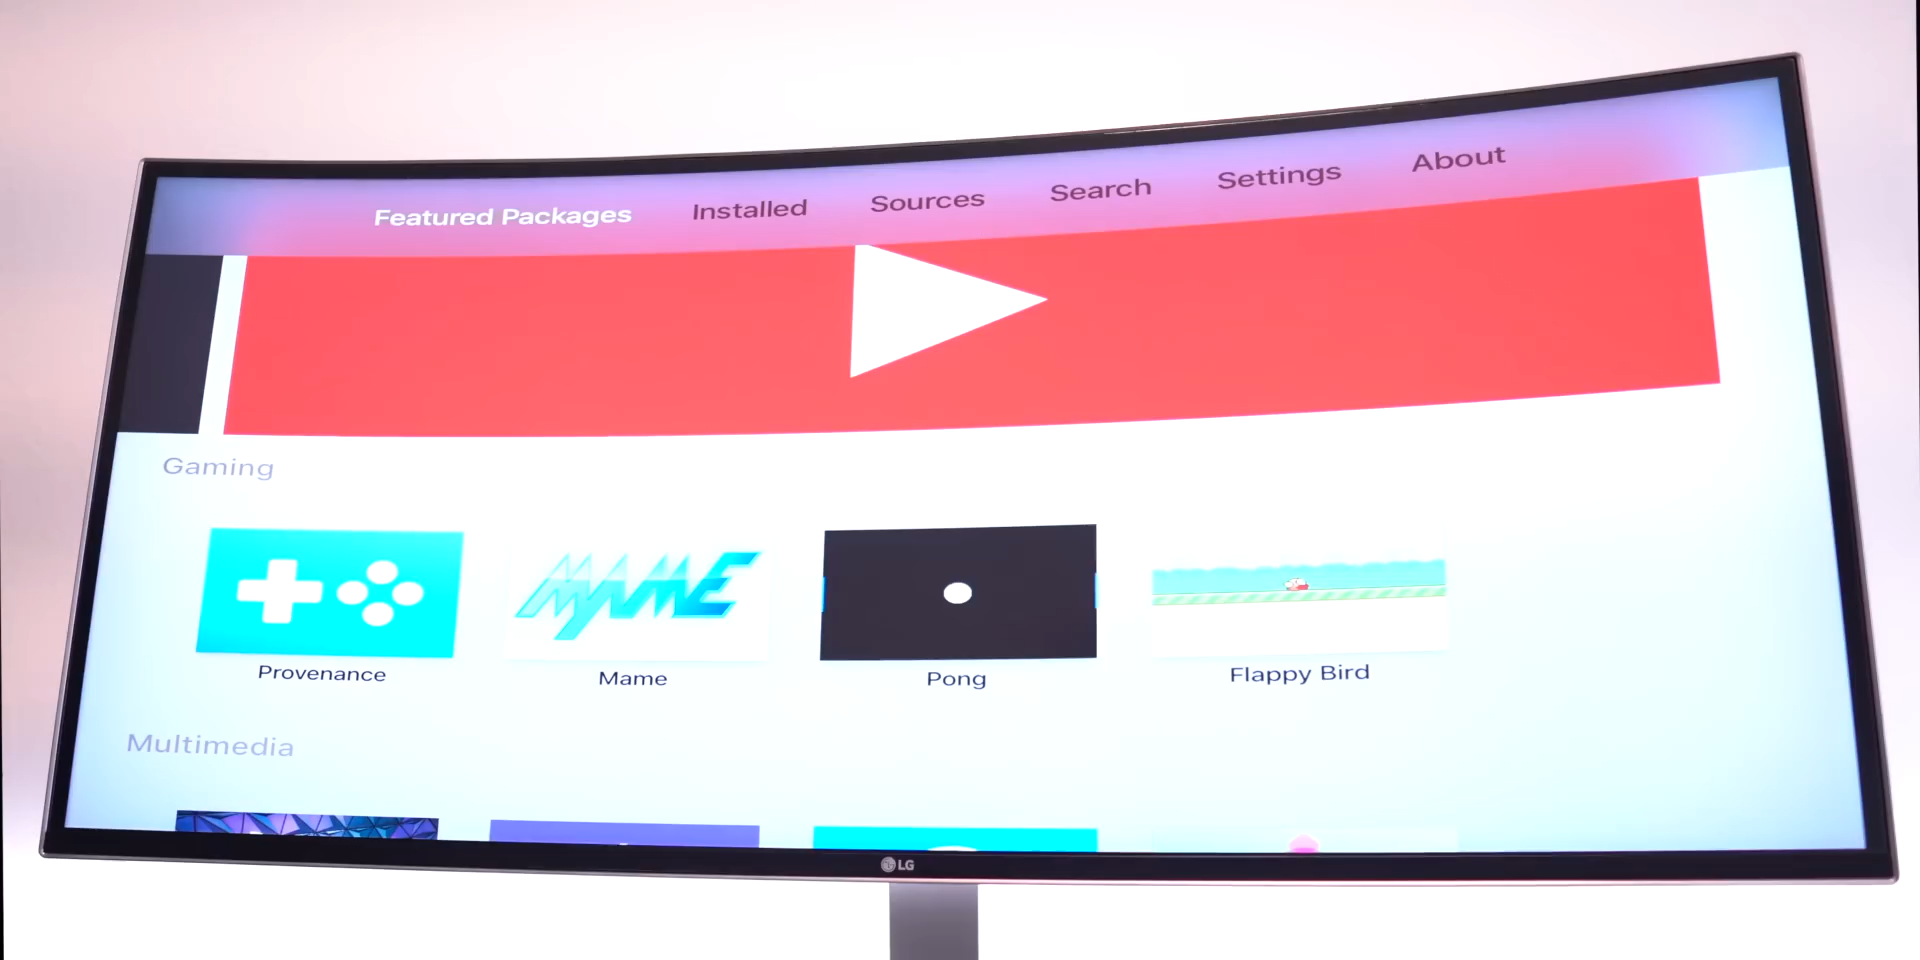 Featured Packages Installed Sources Search Settings About
Gaming
MAME
Provenance Mame Pong Flappy Bird
Multimedia
LG